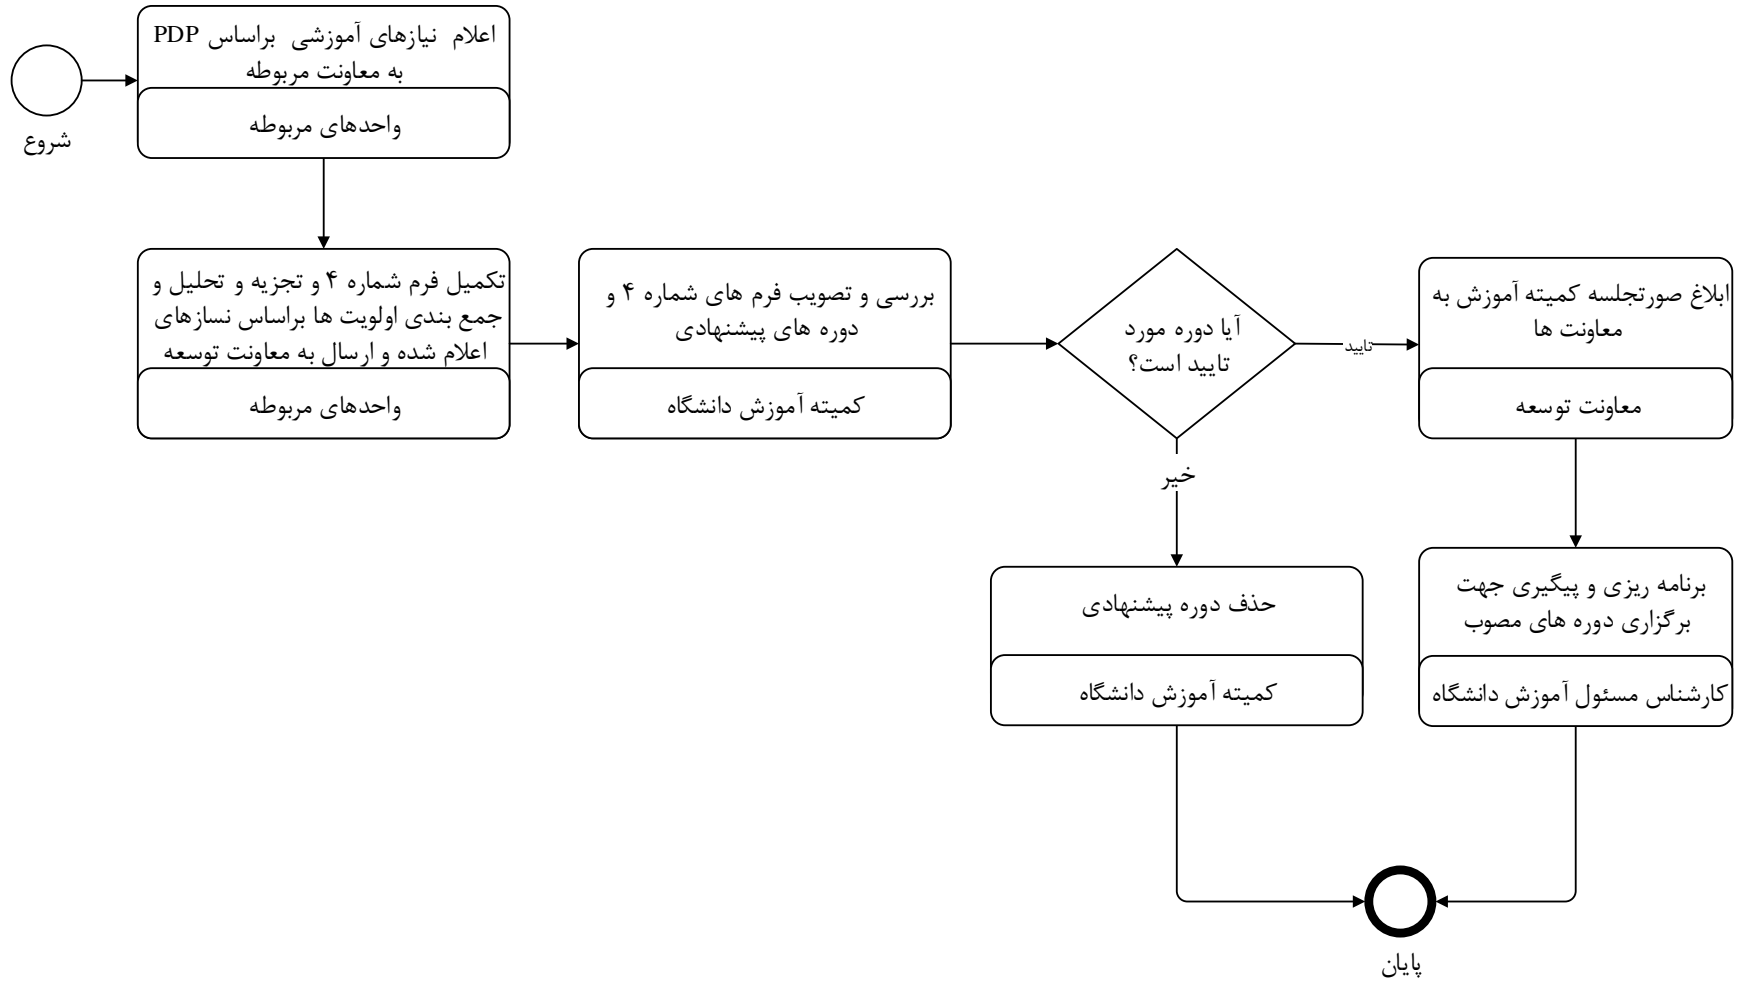 شروع
اعلام نیازهای آموزشی براساس PDP
به معاونت مربوطه
واحدهای مربوطه
تکمیل فرم شماره ۴ و تجزیه و تحلیل و
جمع بندی اولویت ها براساس نسازهای
اعلام شده و ارسال به معاونت توسعه
واحدهای مربوطه
بررسی و تصویب فرم های شماره ۴ و
دوره های پیشنهادی
کمیته آموزش دانشگاه
آیا دوره مورد
تایید است؟
تایید
ابلاغ صورتجلسه کمیته آموزش به
معاونت ها
معاونت توسعه
خیر
حذف دوره پیشنهادی
کمیته آموزش دانشگاه
برنامه ریزی و پیگیری جهت
برگزاری دوره های مصوب
کارشناس مسئول آموزش دانشگاه
پایان